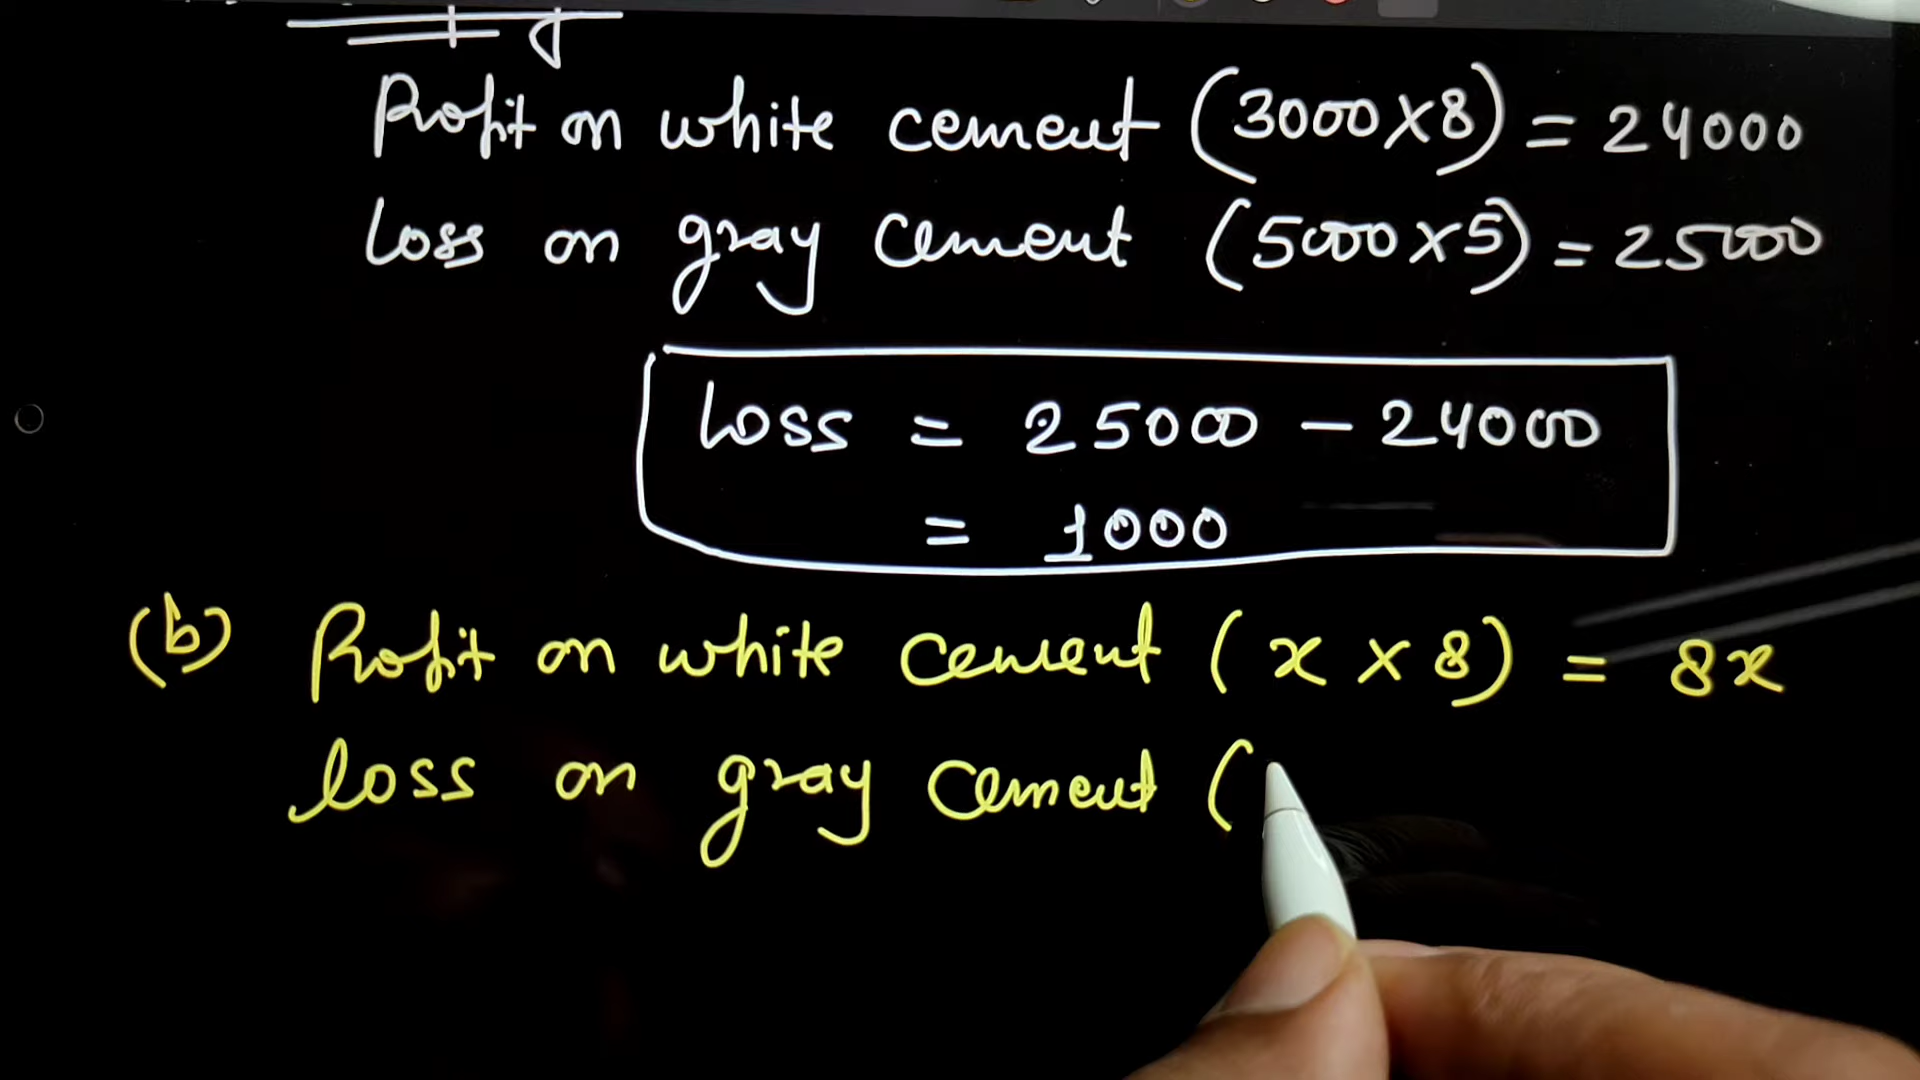 Profit on white cement (3000×8) = 24000
Loss on gray cement (5000×5) = 25000
Loss = 25000 - 24000
= 1000
(b) Profit on white cement (x × 8) = 8x
loss on gray cement (